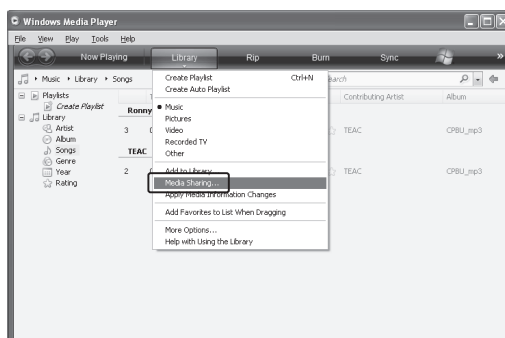 Windows Media Player
File View Play Tools Help
Now Playing Library Rip Burn Sync »
Music Library Songs
Create Playlist Ctrl+N
Create Auto Playlist
Music
Pictures
Video
Recorded TV
Other
Add to Library
Media Sharing...
Apply Media Information Changes
Add Favorites to List When Dragging
More Options...
Help with Using the Library
Playlists
Create Playlist
Library
Artist
Album
Songs
Genre
Year
Rating
Contributing Artist Album
Ronny
3 TEAC CPBU_mp3
TEAC
2 TEAC CPBU_mp3